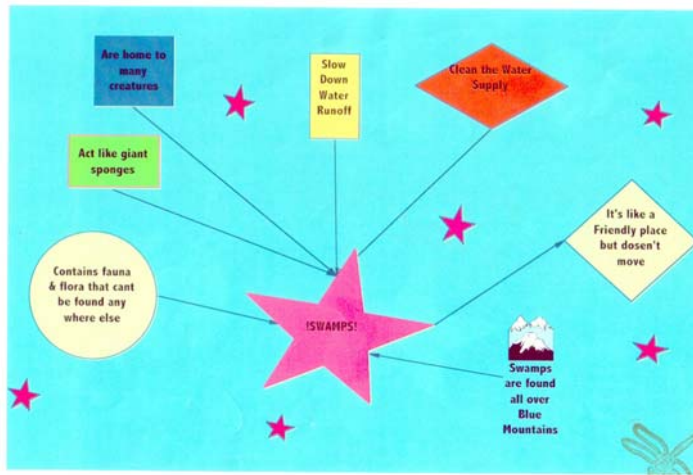 Are home to
many
creatures
Slow
Down
Water
Runoff
Clean the Water
Supply
Act like giant
sponges
It's like a
Friendly place
but dosen't
move
Contains fauna
& flora that cant
be found any
where else
!SWAMPS!
Swamps
are found
all over
Blue
Mountains